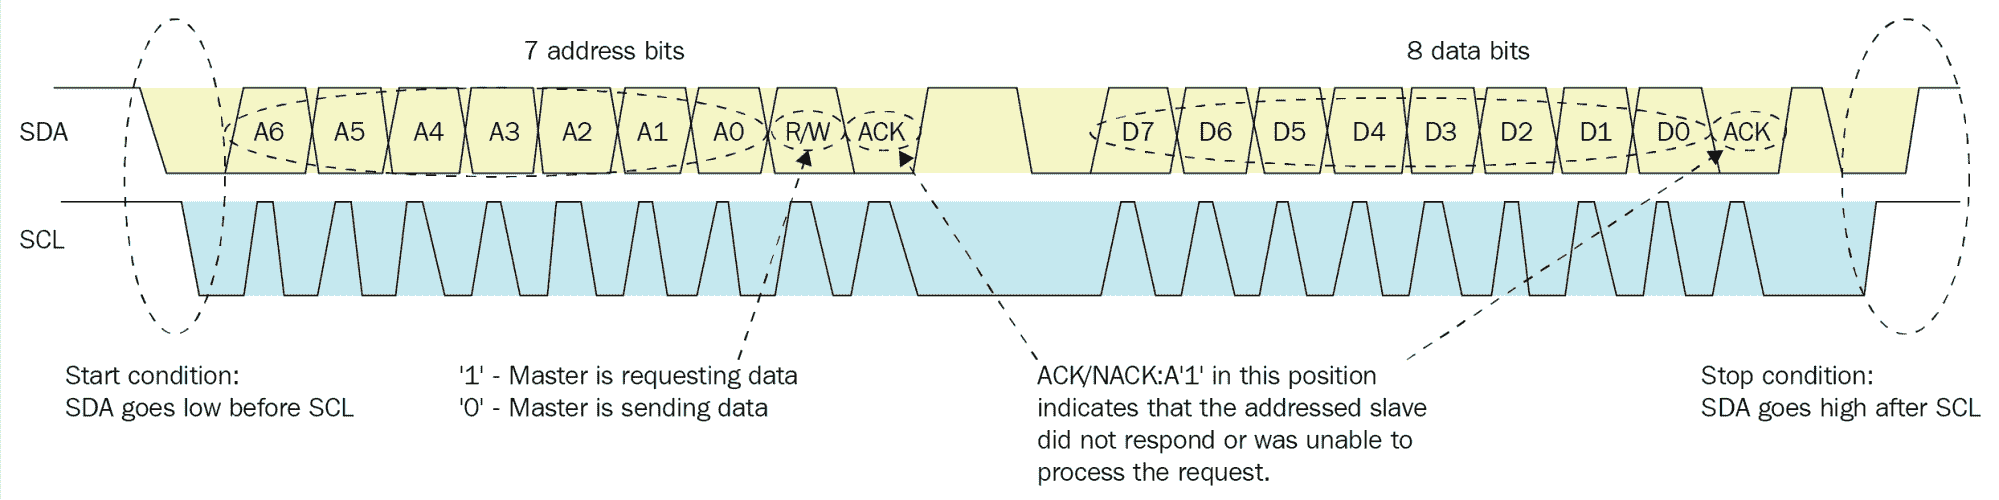 7 address bits
8 data bits
SDA
A6 A5 A4 A3 A2 A1 A0 R/W ACK D7 D6 D5 D4 D3 D2 D1 D0 ACK
SCL
Start condition:
SDA goes low before SCL
'1' - Master is requesting data
'0' - Master is sending data
ACK/NACK:A'1' in this position
indicates that the addressed slave
did not respond or was unable to
process the request.
Stop condition:
SDA goes high after SCL